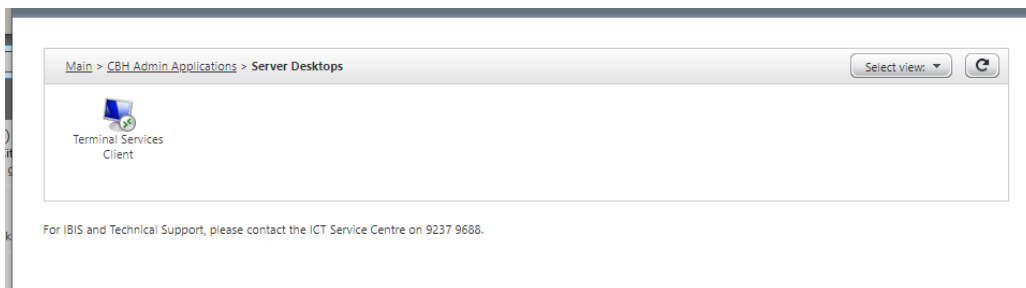 Main > CBH Admin Applications > Server Desktops
Select view:
Terminal Services
Client
For IBIS and Technical Support, please contact the ICT Service Centre on 9237 9688.